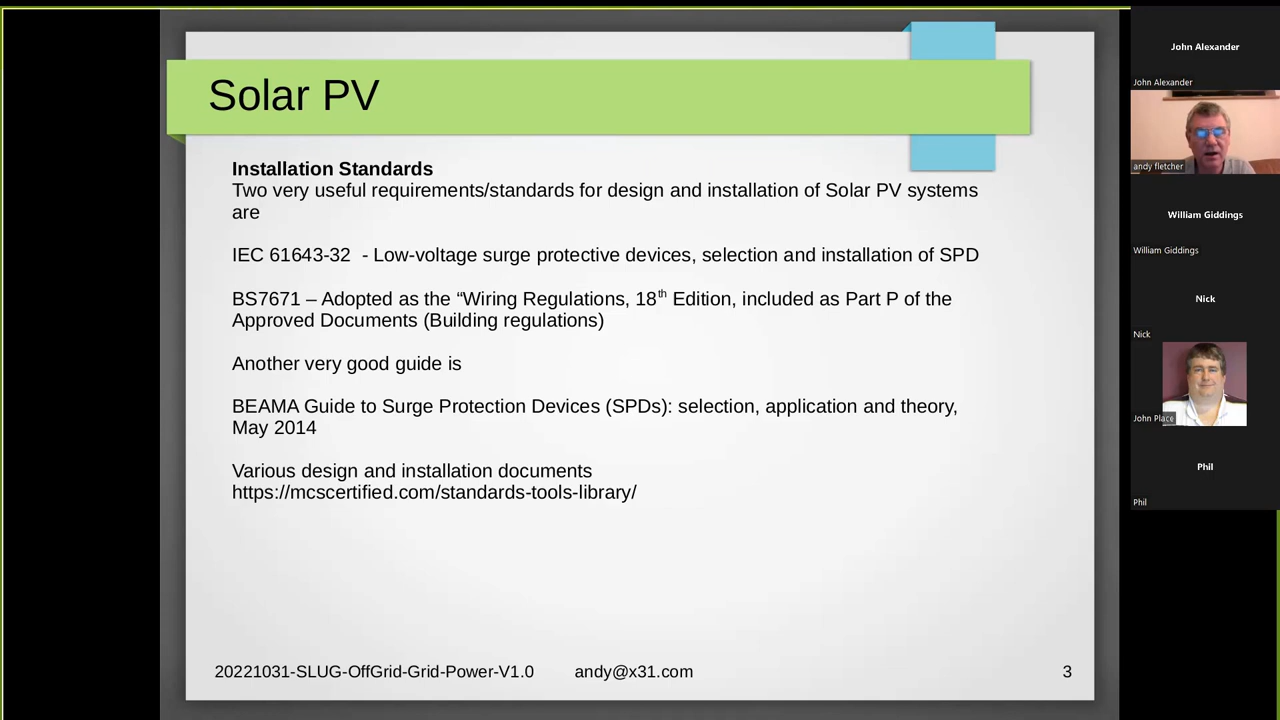 Solar PV
Installation Standards
Two very useful requirements/standards for design and installation of Solar PV systems
are
IEC 61643-32  - Low-voltage surge protective devices, selection and installation of SPD
BS7671 – Adopted as the “Wiring Regulations, 18th Edition, included as Part P of the
Approved Documents (Building regulations)
Another very good guide is
BEAMA Guide to Surge Protection Devices (SPDs): selection, application and theory,
May 2014
Various design and installation documents
https://mcscertified.com/standards-tools-library/
20221031-SLUG-OffGrid-Grid-Power-V1.0 andy@x31.com 3
John Alexander
John Alexander
andy fletcher
William Giddings
William Giddings
Nick
Nick
John Place
Phil
Phil